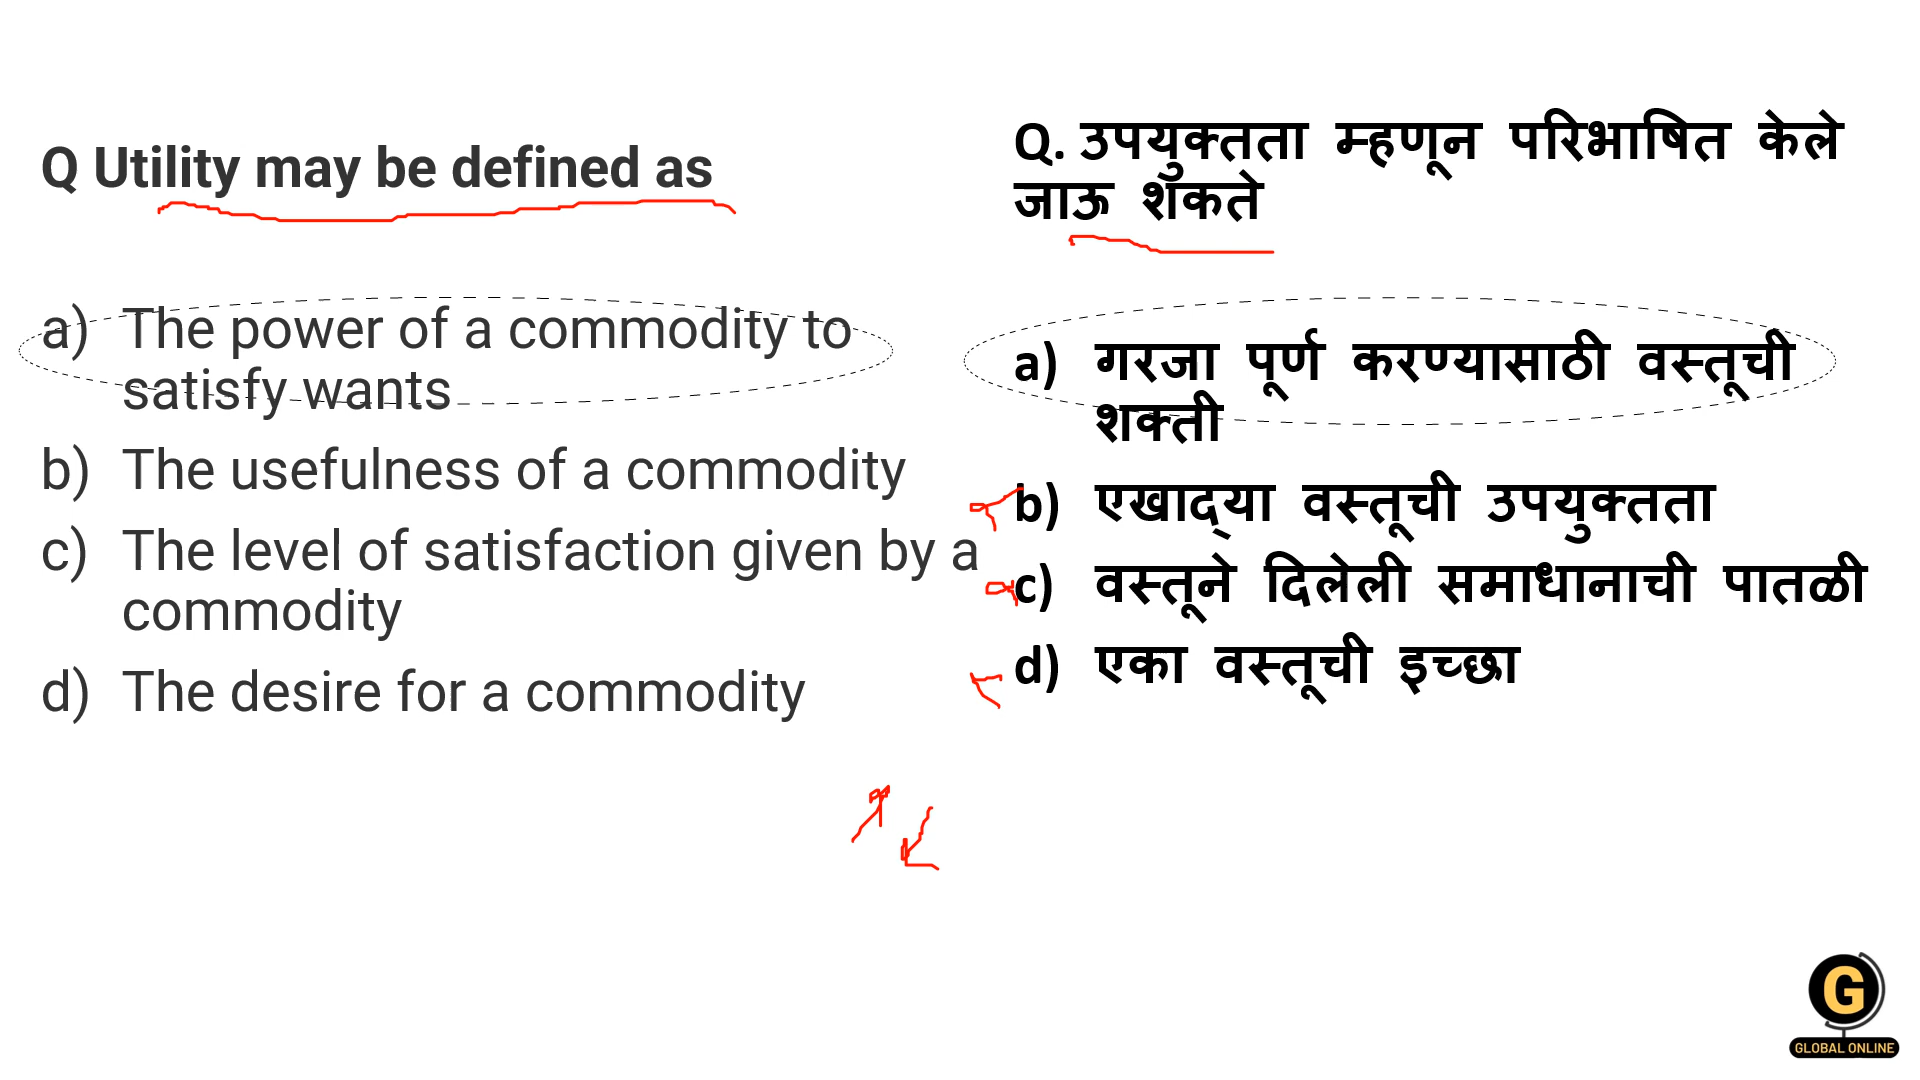 Q Utility may be defined as
a) The power of a commodity to
satisfy wants
b) The usefulness of a commodity
c) The level of satisfaction given by a
commodity
d) The desire for a commodity
Q. उपयुक्तता म्हणून परिभाषित केले
जाऊ शकते
a) गरजा पूर्ण करण्यासाठी वस्तूची
शक्ती
b) एखाद्‌या वस्तूची उपयुक्तता
c) वस्तूने दिलेली समाधानाची पातळी
d) एका वस्तूची इच्छा
G
GLOBAL ONLINE